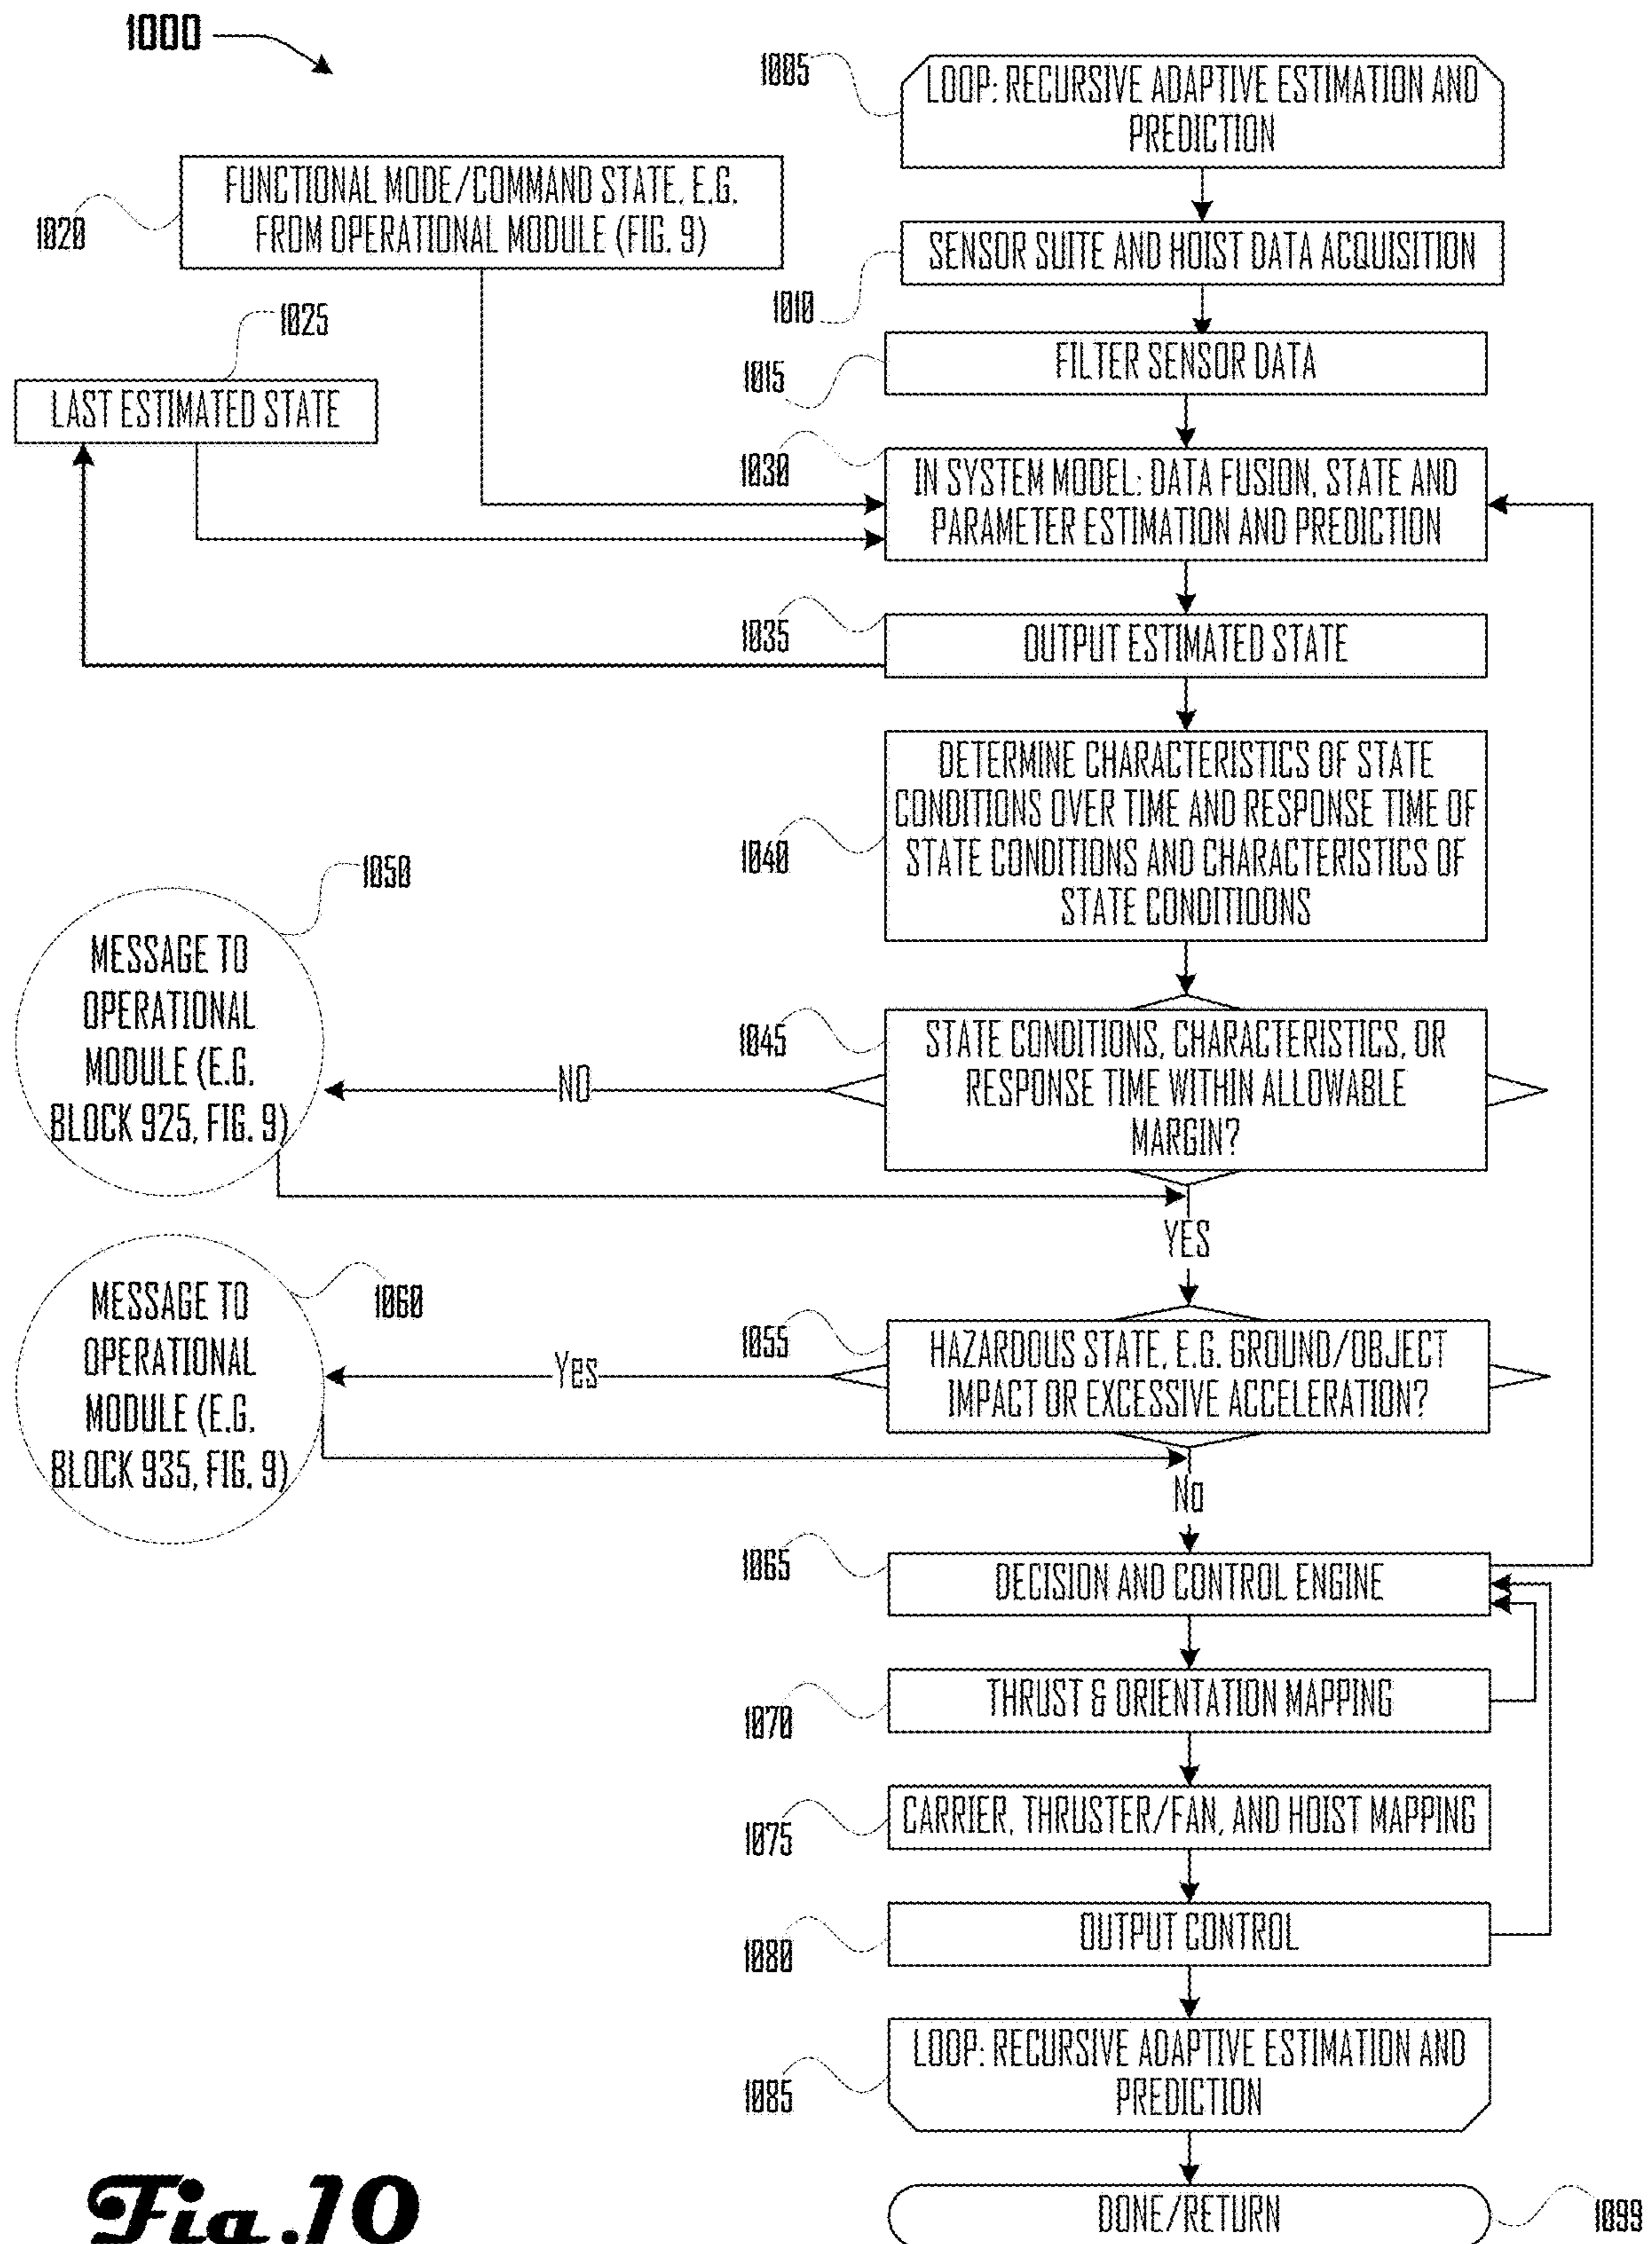 1000
1005
LOOP: RECURSIVE ADAPTIVE ESTIMATION AND
PREDICTION
FUNCTIONAL MODE/COMMAND STATE, E.G.
FROM OPERATIONAL MODULE (FIG. 9)
1020
SENSOR SUITE AND HOIST DATA ACQUISITION
1010
1025
FILTER SENSOR DATA
1015
LAST ESTIMATED STATE
1030
IN SYSTEM MODEL: DATA FUSION, STATE AND
PARAMETER ESTIMATION AND PREDICTION
1035
OUTPUT ESTIMATED STATE
DETERMINE CHARACTERISTICS OF STATE
CONDITIONS OVER TIME AND RESPONSE TIME OF
STATE CONDITIONS AND CHARACTERISTICS OF
STATE CONDITIOONS
1040
1050
MESSAGE TO
OPERATIONAL
MODULE (E.G.
BLOCK 925, FIG. 9)
1045
STATE CONDITIONS, CHARACTERISTICS, OR
RESPONSE TIME WITHIN ALLOWABLE
MARGIN?
NO
YES
MESSAGE TO
OPERATIONAL
MODULE (E.G.
BLOCK 935, FIG. 9)
1060
1055
HAZARDOUS STATE, E.G. GROUND/OBJECT
IMPACT OR EXCESSIVE ACCELERATION?
Yes
No
1065
DECISION AND CONTROL ENGINE
THRUST & ORIENTATION MAPPING
1070
CARRIER, THRUSTER/FAN, AND HOIST MAPPING
1075
OUTPUT CONTROL
1080
LOOP: RECURSIVE ADAPTIVE ESTIMATION AND
PREDICTION
1085
DONE/RETURN
1099
Fig.10